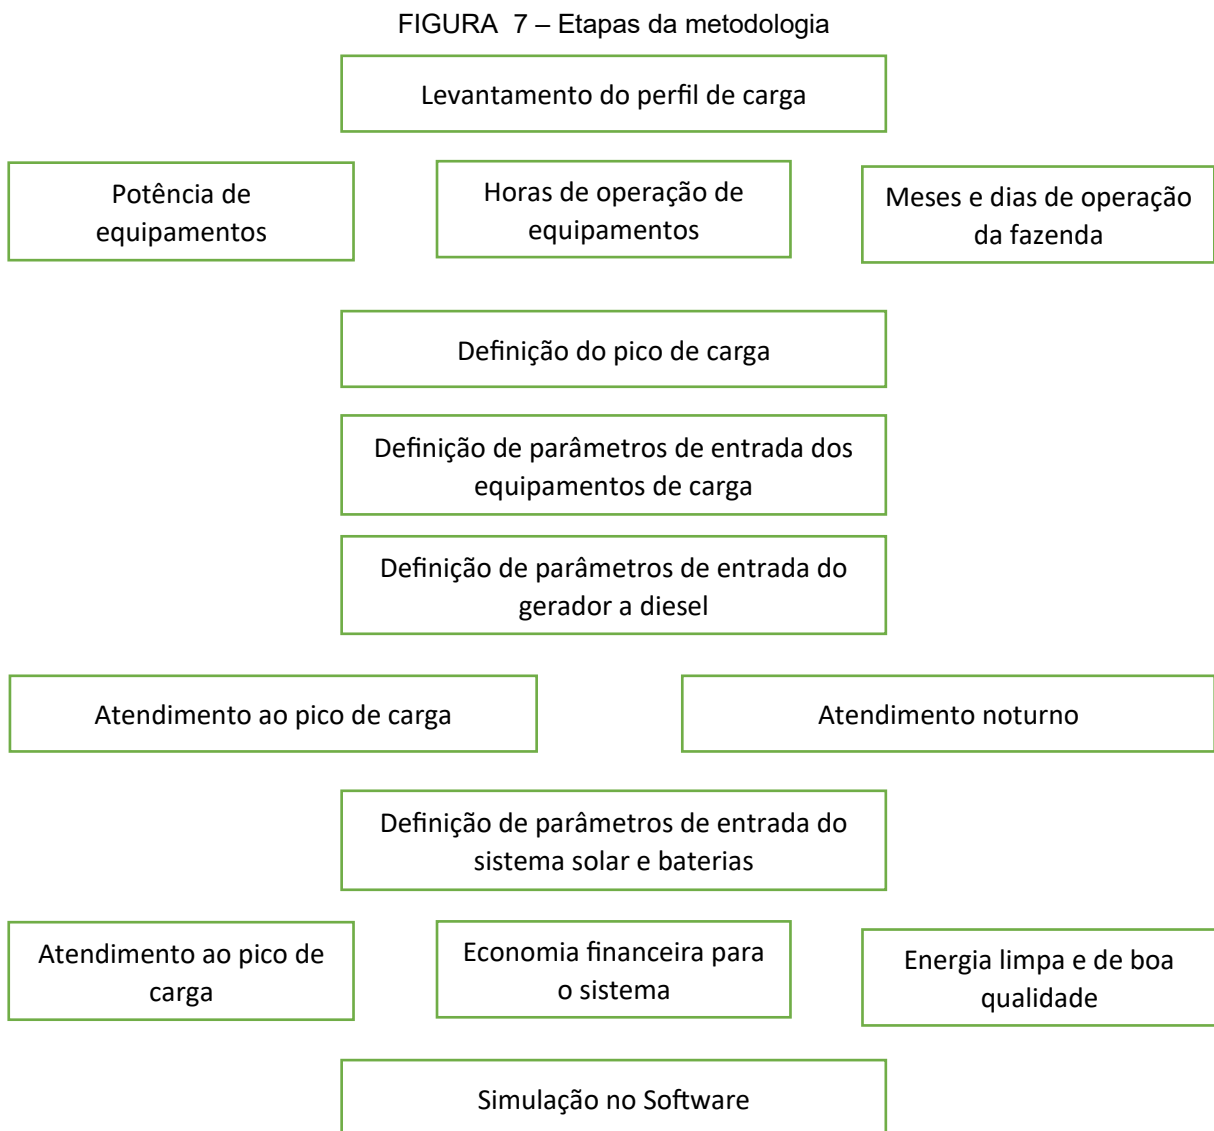 FIGURA 7 – Etapas da metodologia
Levantamento do perfil de carga
Potência de
equipamentos
Horas de operação de
equipamentos
Meses e dias de operação
da fazenda
Definição do pico de carga
Definição de parâmetros de entrada dos
equipamentos de carga
Definição de parâmetros de entrada do
gerador a diesel
Atendimento ao pico de carga
Atendimento noturno
Definição de parâmetros de entrada do
sistema solar e baterias
Atendimento ao pico de
carga
Economia financeira para
o sistema
Energia limpa e de boa
qualidade
Simulação no Software